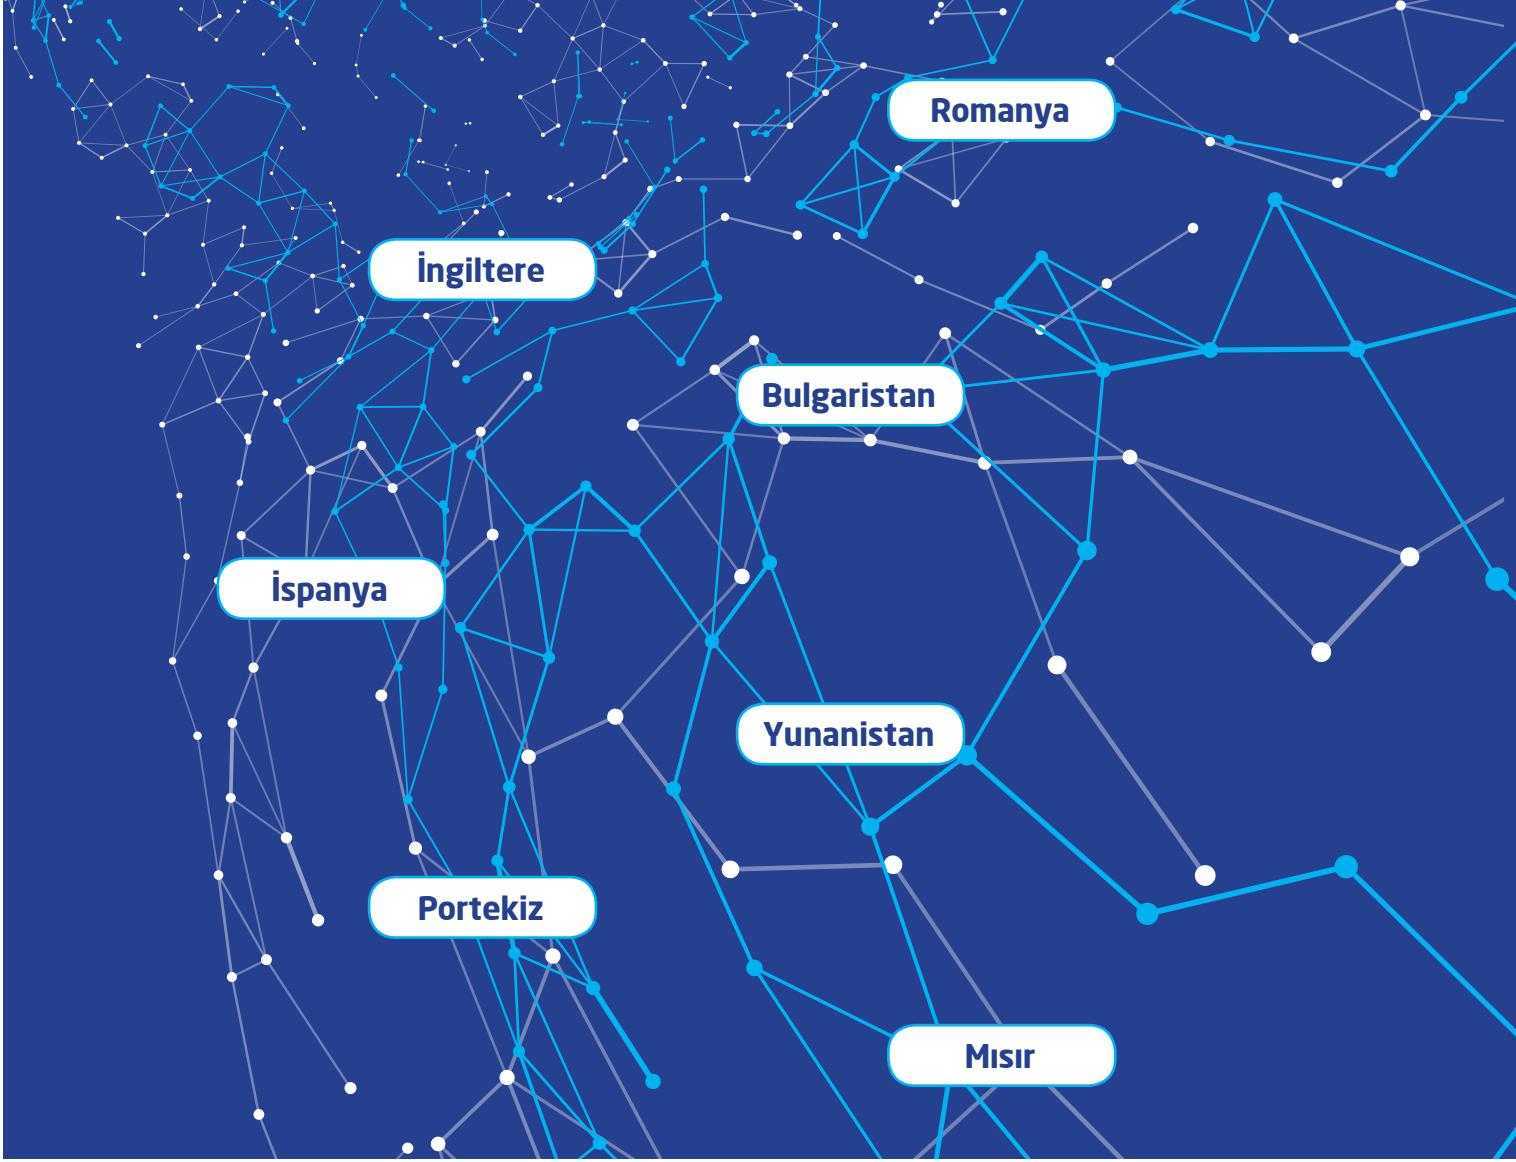 Romanya
İngiltere
Bulgaristan
İspanya
Yunanistan
Portekiz
Mısır